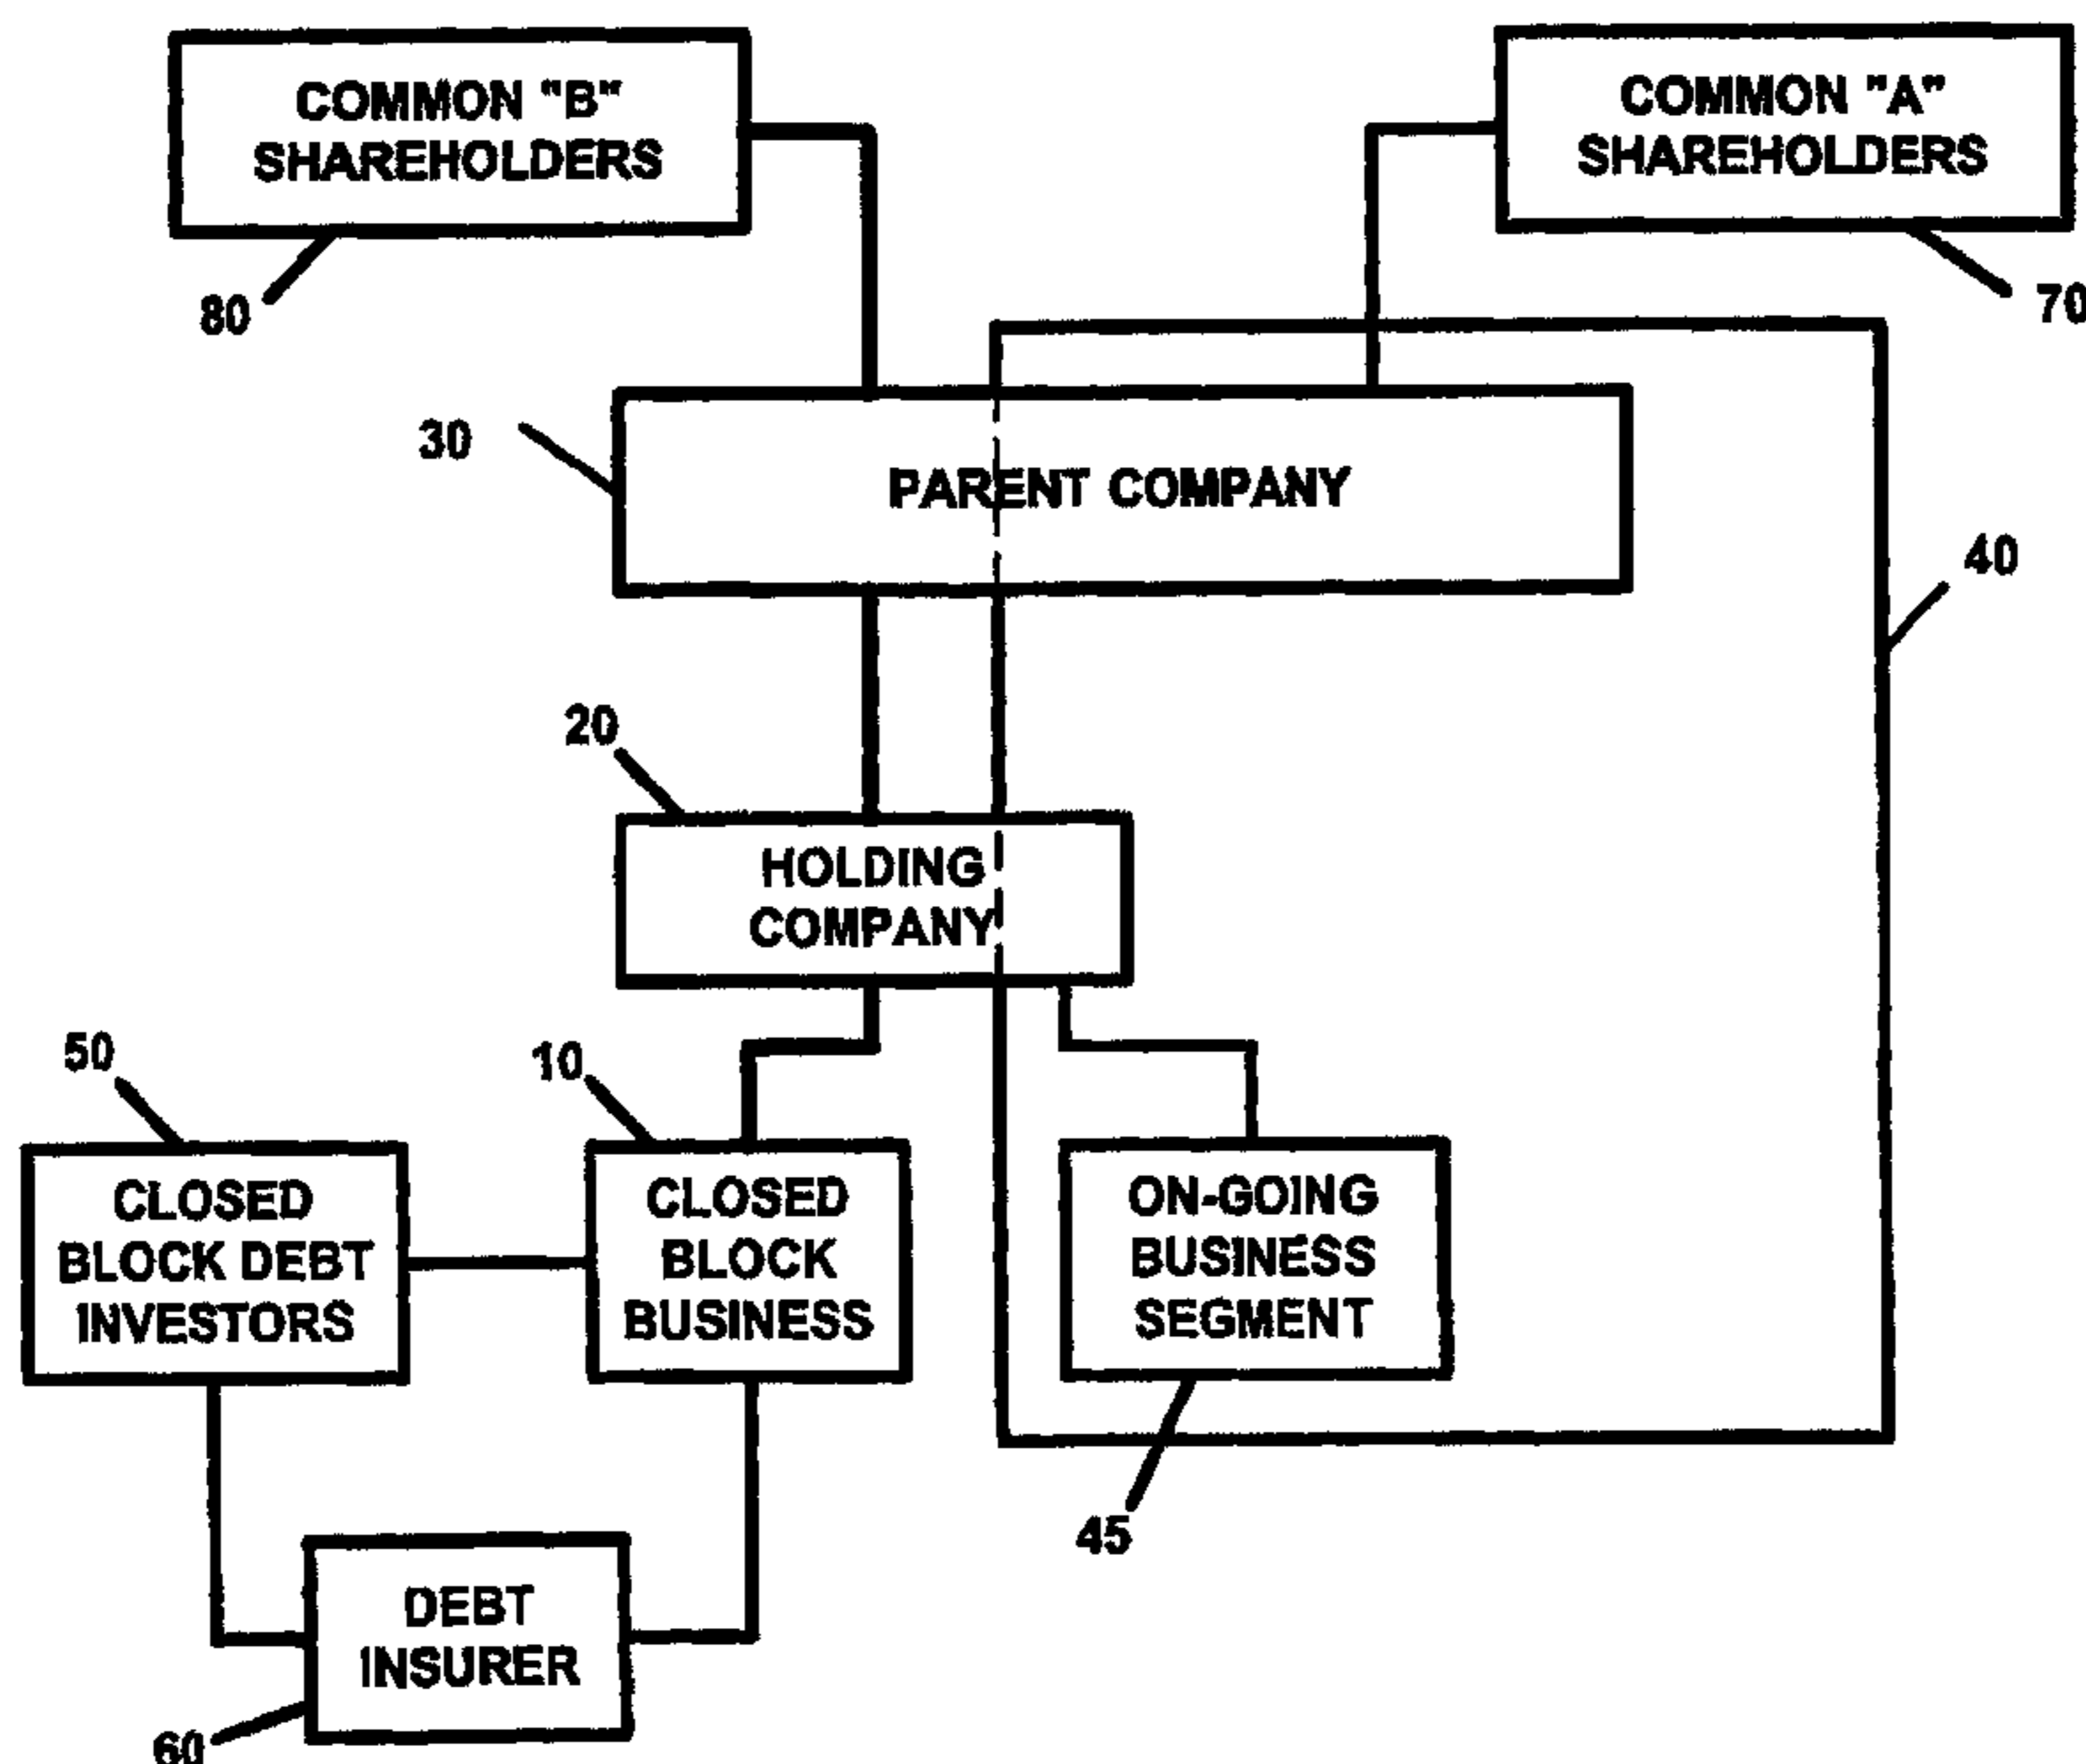 COMMON "B"
SHAREHOLDERS
COMMON "A"
SHAREHOLDERS
80
70
30
PARENT COMPANY
40
20
HOLDING
COMPANY
50
10
CLOSED
BLOCK DEBT
INVESTORS
CLOSED
BLOCK
BUSINESS
ON-GOING
BUSINESS
SEGMENT
45
DEBT
INSURER
60